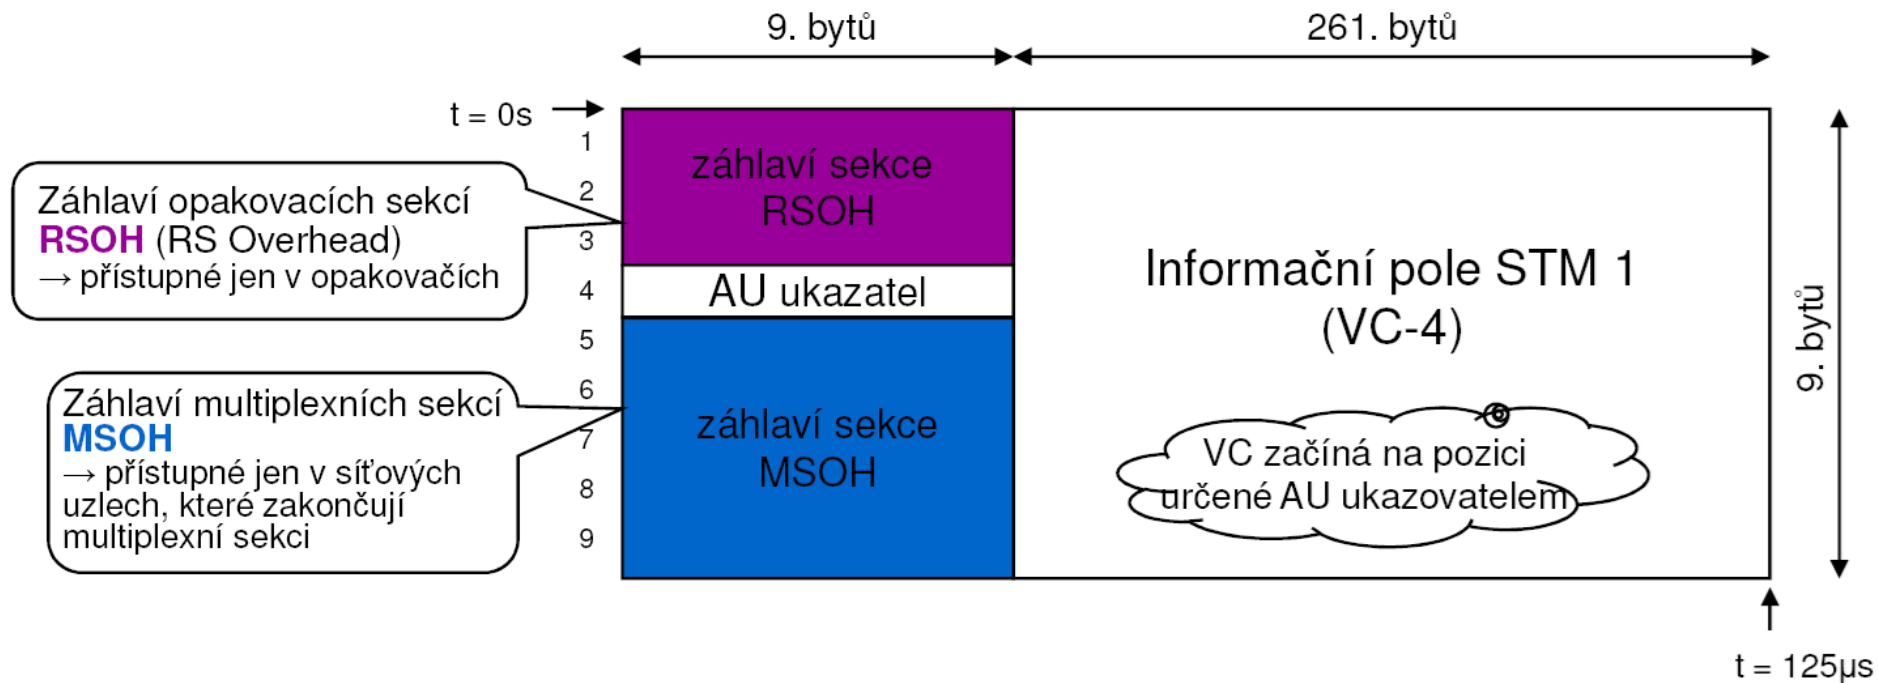 9. bytů
261. bytů
t = 0s
1
2
3
4
5
6
7
8
9
Záhlaví opakovacích sekcí
RSOH (RS Overhead)
→ přístupné jen v opakovačích
Záhlaví multiplexních sekcí
MSOH
→ přístupné jen v síťových
uzlech, které zakončují
multiplexní sekci
záhlaví sekce
RSOH
AU ukazatel
záhlaví sekce
MSOH
Informační pole STM 1
(VC-4)
VC začíná na pozici
určené AU ukazovatelem
9. bytů
t = 125µs